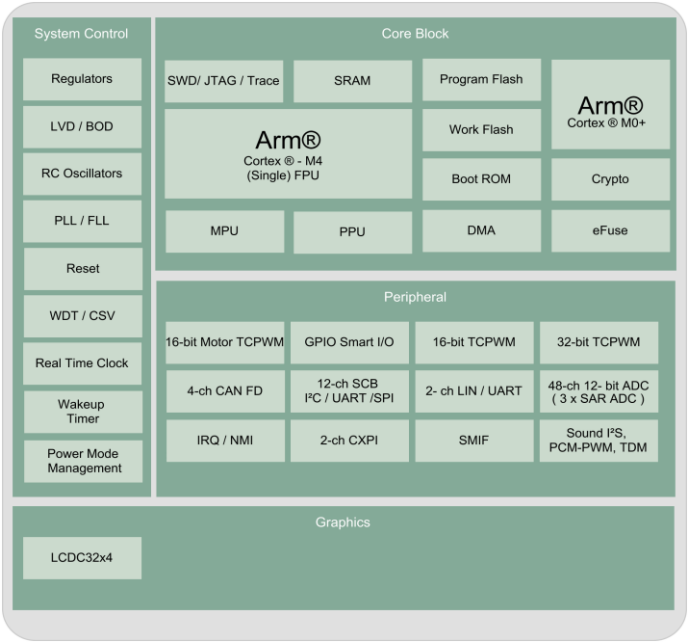 System Control
Regulators
LVD / BOD
RC Oscillators
PLL / FLL
Reset
WDT / CSV
Real Time Clock
Wakeup
Timer
Power Mode
Management
Core Block
SWD/ JTAG / Trace
SRAM
Program Flash
Arm®
Cortex ® M0+
Arm®
Cortex ® - M4
(Single) FPU
Work Flash
Boot ROM
Crypto
MPU
PPU
DMA
eFuse
Peripheral
16-bit Motor TCPWM
GPIO Smart I/O
16-bit TCPWM
32-bit TCPWM
4-ch CAN FD
12-ch SCB
I²C / UART /SPI
2- ch LIN / UART
48-ch 12- bit ADC
( 3 x SAR ADC )
IRQ / NMI
2-ch CXPI
SMIF
Sound I²S,
PCM-PWM, TDM
Graphics
LCDC32x4